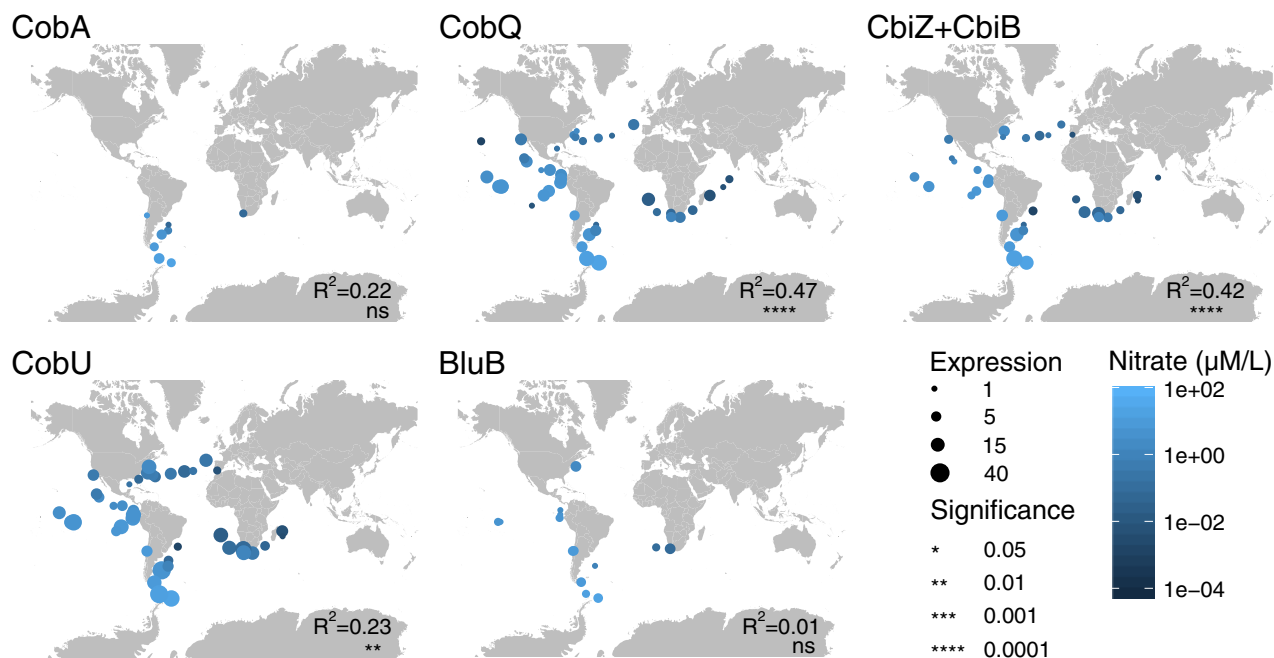 CobA
CobQ
CbiZ+CbiB
R²=0.22
ns
R²=0.47
****
R²=0.42
****
CobU
BluB
R²=0.23
**
R²=0.01
ns
Expression
1
5
15
40
Significance
* 0.05
** 0.01
*** 0.001
**** 0.0001
Nitrate (µM/L)
1e+02
1e+00
1e−02
1e−04